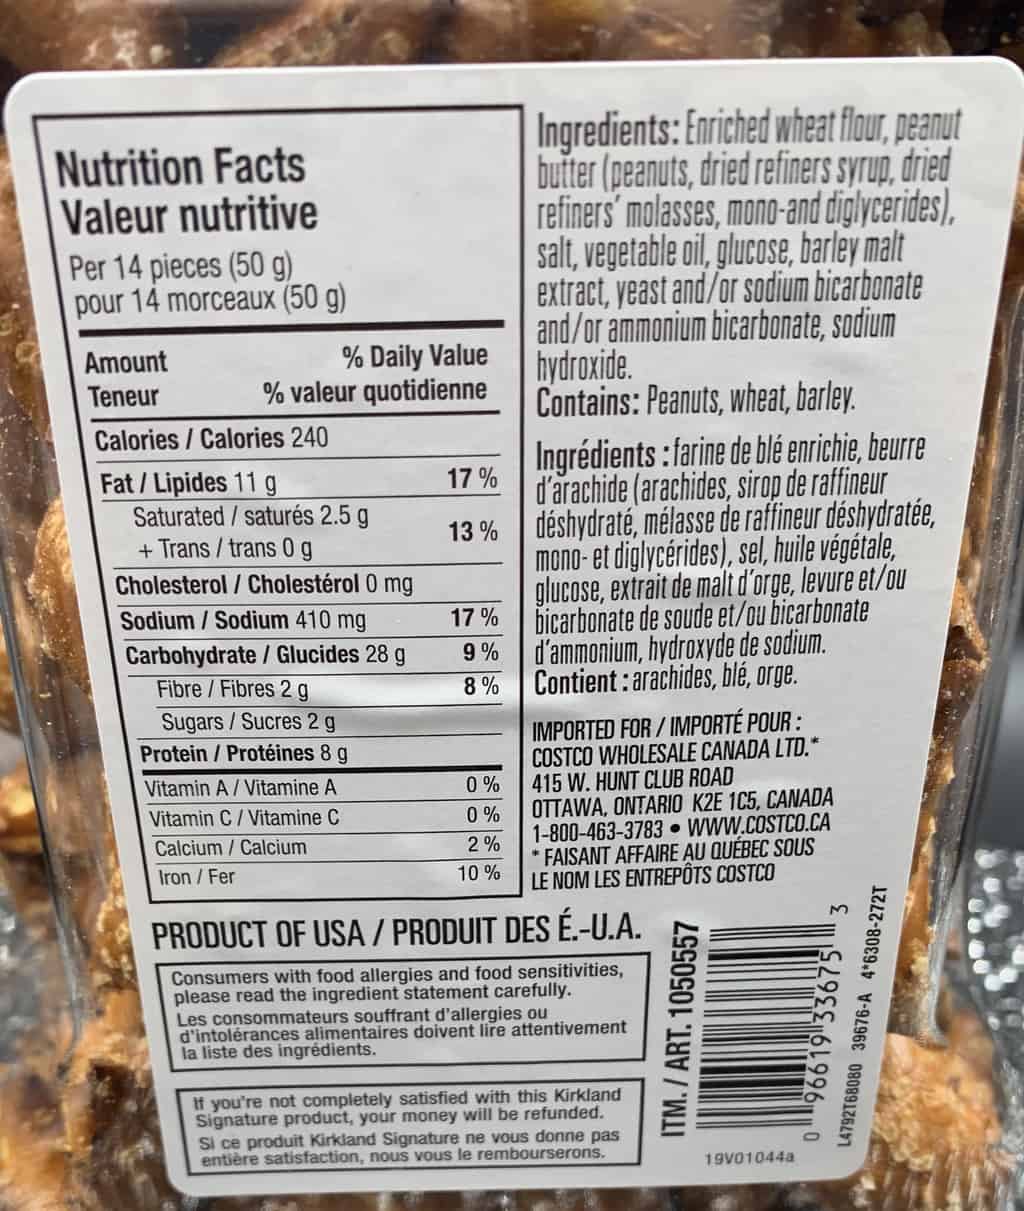 Nutrition Facts
Valeur nutritive
Per 14 pieces (50 g)
pour 14 morceaux (50 g)
Amount % Daily Value
Teneur % valeur quotidienne
Calories / Calories 240
Fat / Lipides 11 g 17 %
Saturated / saturés 2.5 g
+ Trans / trans 0 g 13 %
Cholesterol / Cholestérol 0 mg
Sodium / Sodium 410 mg 17 %
Carbohydrate / Glucides 28 g 9 %
Fibre / Fibres 2 g 8 %
Sugars / Sucres 2 g
Protein / Protéines 8 g
Vitamin A / Vitamine A 0 %
Vitamin C / Vitamine C 0 %
Calcium / Calcium 2 %
Iron / Fer 10 %
Ingredients: Enriched wheat flour, peanut
butter (peanuts, dried refiners syrup, dried
refiners' molasses, mono-and diglycerides),
salt, vegetable oil, glucose, barley malt
extract, yeast and/or sodium bicarbonate
and/or ammonium bicarbonate, sodium
hydroxide.
Contains: Peanuts, wheat, barley.
Ingrédients : farine de blé enrichie, beurre
d'arachide (arachides, sirop de raffineur
déshydraté, mélasse de raffineur déshydratée,
mono- et diglycérides), sel, huile végétale,
glucose, extrait de malt d'orge, levure et/ou
bicarbonate de soude et/ou bicarbonate
d'ammonium, hydroxyde de sodium.
Contient : arachides, blé, orge.
IMPORTED FOR / IMPORTÉ POUR :
COSTCO WHOLESALE CANADA LTD.*
415 W. HUNT CLUB ROAD
OTTAWA, ONTARIO K2E 1C5, CANADA
1-800-463-3783 • WWW.COSTCO.CA
* FAISANT AFFAIRE AU QUÉBEC SOUS
LE NOM LES ENTREPÔTS COSTCO
PRODUCT OF USA / PRODUIT DES É.-U.A.
Consumers with food allergies and food sensitivities,
please read the ingredient statement carefully.
Les consommateurs souffrant d'allergies ou
d'intolérances alimentaires doivent lire attentivement
la liste des ingrédients.
If you're not completely satisfied with this Kirkland
Signature product, your money will be refunded.
Si ce produit Kirkland Signature ne vous donne pas
entière satisfaction, nous vous le rembourserons.
ITM. / ART. 1050557
0 96619 33675 3
L4792T68080 39676-A 4*6308-272T
19V01044a